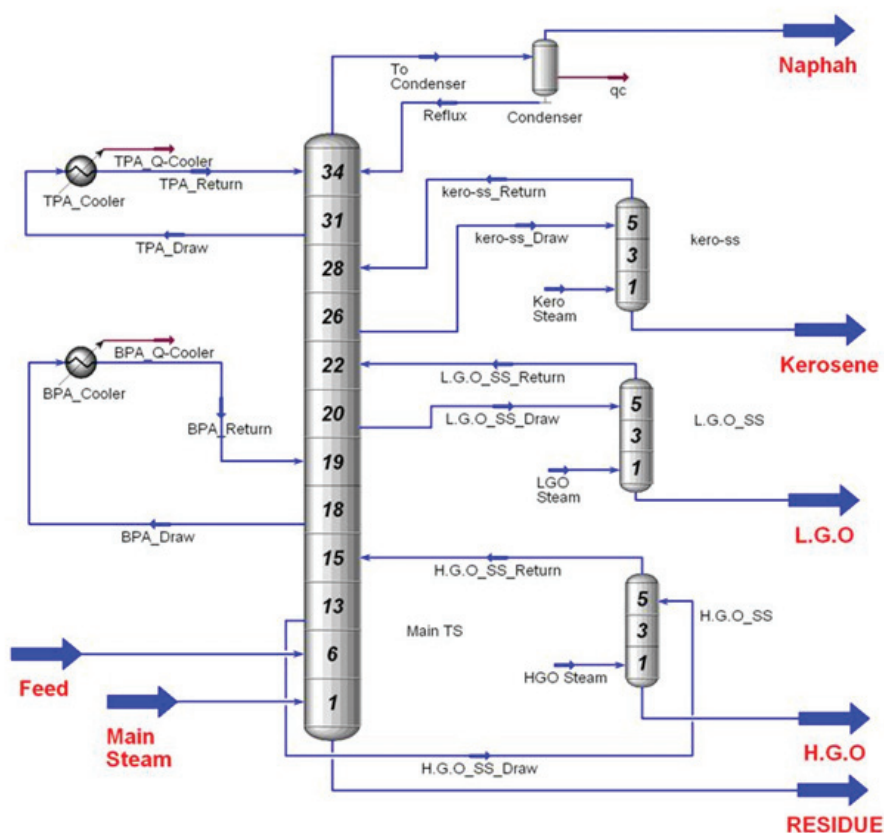 To
Condenser
Naphah
qc
Reflux
Condenser
TPA_Q-Cooler
TPA_Return
TPA_Cooler
TPA_Draw
34
31
28
26
22
20
19
18
15
13
6
1
kero-ss_Return
kero-ss_Draw
5
3
1
kero-ss
Kero
Steam
Kerosene
BPA_Q-Cooler
BPA_Cooler
BPA_Return
BPA_Draw
L.G.O_SS_Return
L.G.O_SS_Draw
5
3
1
L.G.O_SS
LGO
Steam
L.G.O
H.G.O_SS_Return
Main TS
5
3
1
H.G.O_SS
HGO Steam
H.G.O
Feed
Main
Steam
H.G.O_SS_Draw
RESIDUE